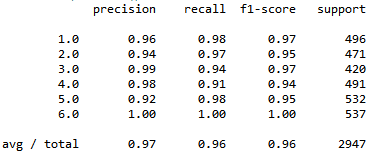 precision recall f1-score support
1.0 0.96 0.98 0.97 496
2.0 0.94 0.97 0.95 471
3.0 0.99 0.94 0.97 420
4.0 0.98 0.91 0.94 491
5.0 0.92 0.98 0.95 532
6.0 1.00 1.00 1.00 537
avg / total 0.97 0.96 0.96 2947